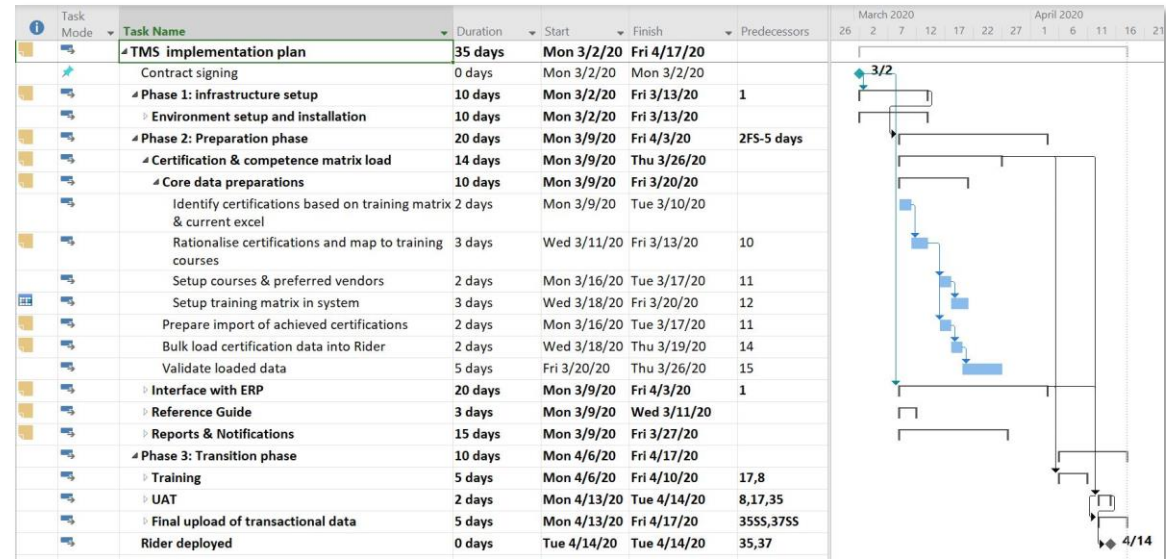 Task Mode Task Name Duration Start Finish Predecessors
March 2020 April 2020
26 2 7 12 17 22 27 1 6 11 16 21
TMS implementation plan 35 days Mon 3/2/20 Fri 4/17/20
Contract signing 0 days Mon 3/2/20 Mon 3/2/20 3/2
Phase 1: infrastructure setup 10 days Mon 3/2/20 Fri 3/13/20 1
Environment setup and installation 10 days Mon 3/2/20 Fri 3/13/20
Phase 2: Preparation phase 20 days Mon 3/9/20 Fri 4/3/20 2FS-5 days
Certification & competence matrix load 14 days Mon 3/9/20 Thu 3/26/20
Core data preparations 10 days Mon 3/9/20 Fri 3/20/20
Identify certifications based on training matrix 2 days Mon 3/9/20 Tue 3/10/20
& current excel
Rationalise certifications and map to training 3 days Wed 3/11/20 Fri 3/13/20 10
courses
Setup courses & preferred vendors 2 days Mon 3/16/20 Tue 3/17/20 11
Setup training matrix in system 3 days Wed 3/18/20 Fri 3/20/20 12
Prepare import of achieved certifications 2 days Mon 3/16/20 Tue 3/17/20 11
Bulk load certification data into Rider 2 days Wed 3/18/20 Thu 3/19/20 14
Validate loaded data 5 days Fri 3/20/20 Thu 3/26/20 15
Interface with ERP 20 days Mon 3/9/20 Fri 4/3/20 1
Reference Guide 3 days Mon 3/9/20 Wed 3/11/20
Reports & Notifications 15 days Mon 3/9/20 Fri 3/27/20
Phase 3: Transition phase 10 days Mon 4/6/20 Fri 4/17/20
Training 5 days Mon 4/6/20 Fri 4/10/20 17,8
UAT 2 days Mon 4/13/20 Tue 4/14/20 8,17,35
Final upload of transactional data 5 days Mon 4/13/20 Fri 4/17/20 35SS,37SS
Rider deployed 0 days Tue 4/14/20 Tue 4/14/20 35,37 4/14